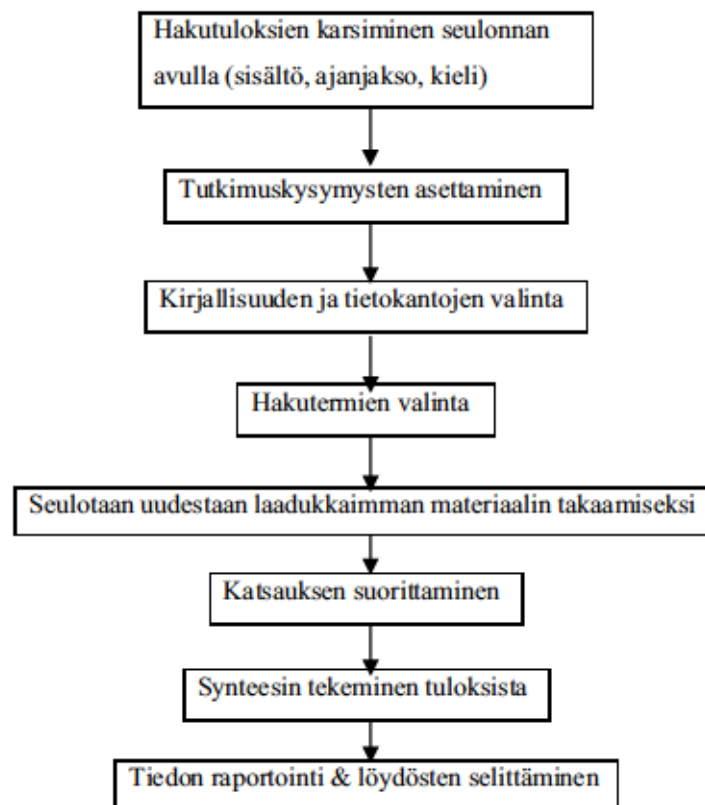 Hakutuloksien karsiminen seulonnan
avulla (sisältö, ajanjakso, kieli)
Tutkimuskysymysten asettaminen
Kirjallisuuden ja tietokantojen valinta
Hakutermien valinta
Seulotaan uudestaan laadukkaimman materiaalin takaamiseksi
Katsauksen suorittaminen
Synteesin tekeminen tuloksista
Tiedon raportointi & löydösten selittäminen